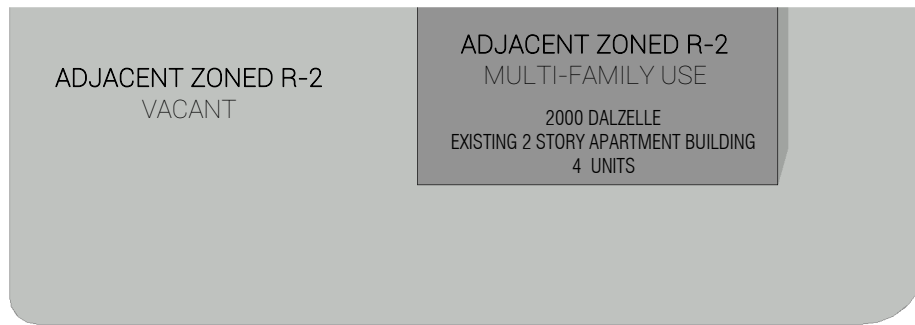 ADJACENT ZONED R-2
VACANT
ADJACENT ZONED R-2
MULTI-FAMILY USE
2000 DALZELLE
EXISTING 2 STORY APARTMENT BUILDING
4 UNITS